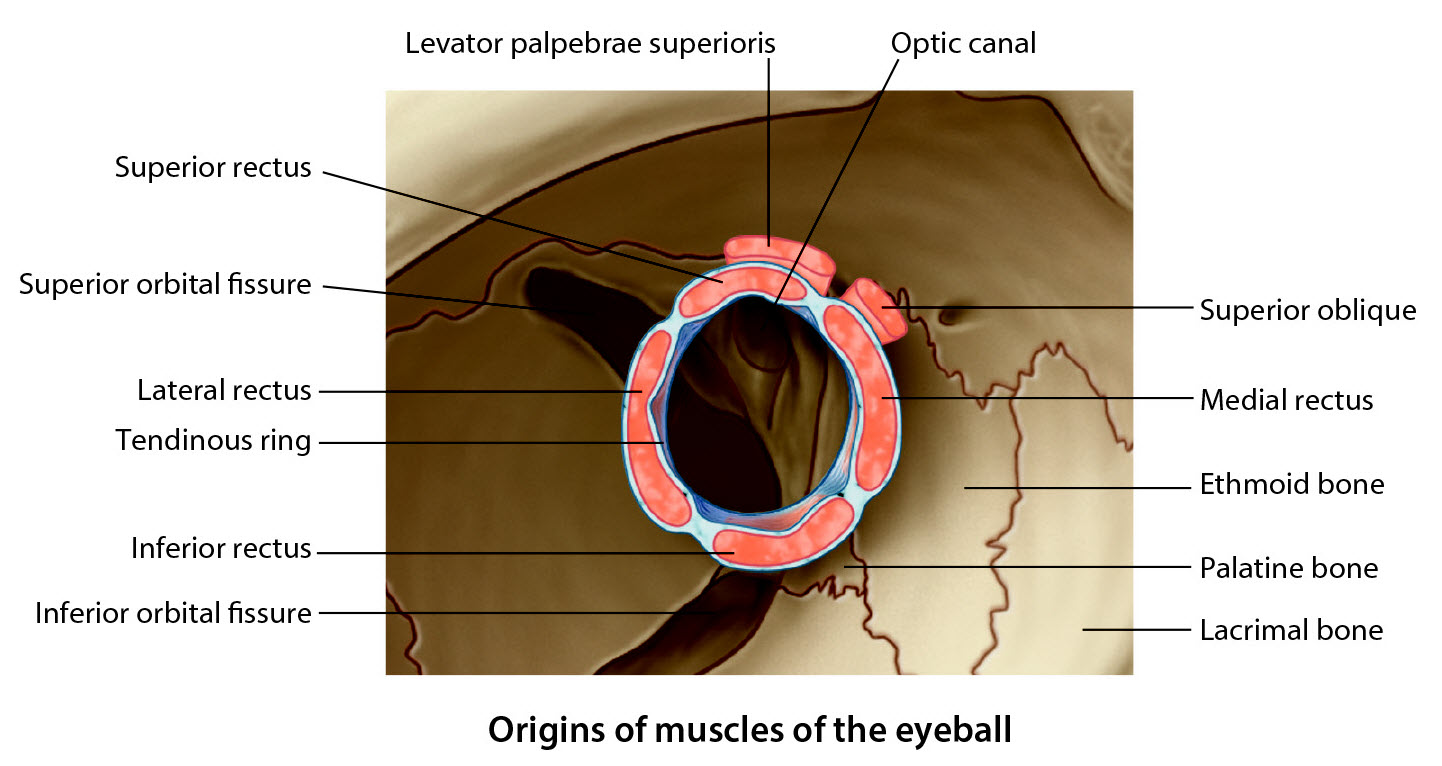 Levator palpebrae superioris
Optic canal
Superior rectus
Superior orbital fissure
Lateral rectus
Tendinous ring
Inferior rectus
Inferior orbital fissure
Superior oblique
Medial rectus
Ethmoid bone
Palatine bone
Lacrimal bone
Origins of muscles of the eyeball